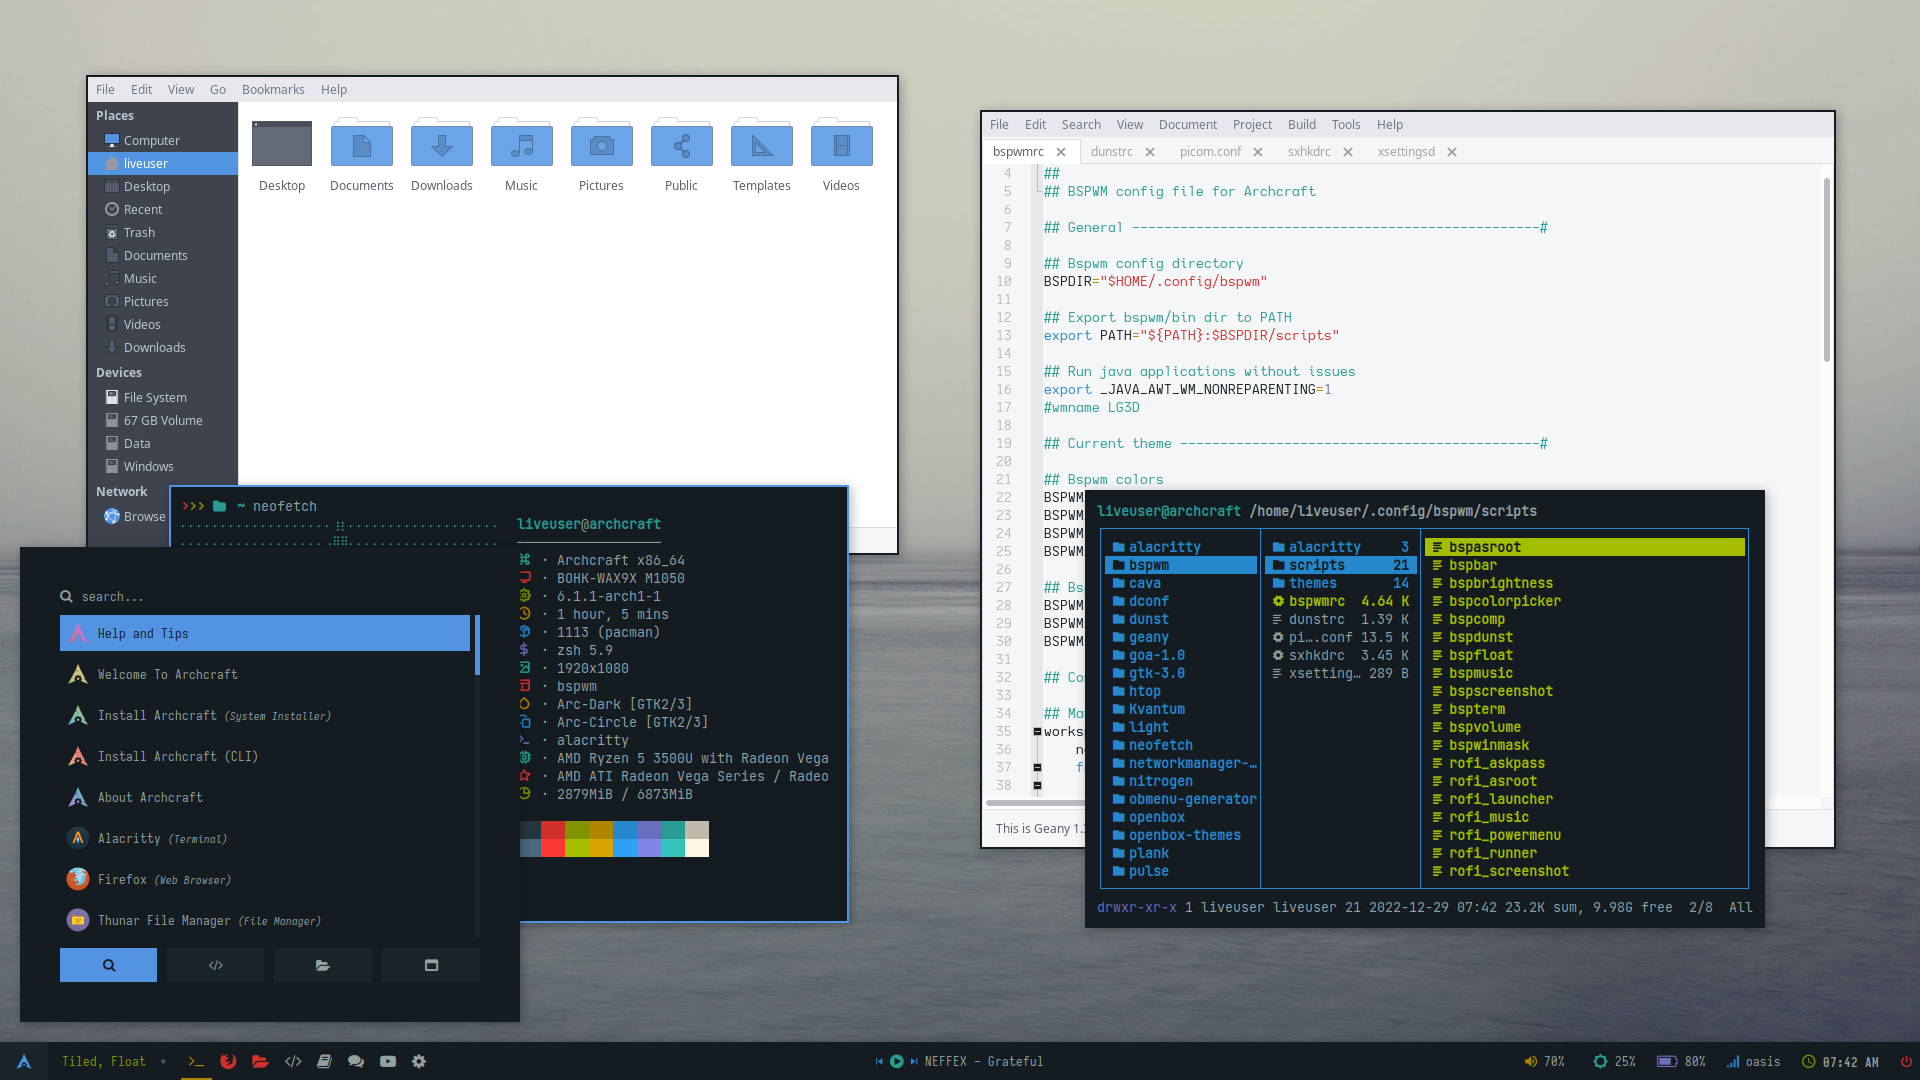 File Edit View Go Bookmarks Help
Places
Computer
liveuser
Desktop
Recent
Trash
Documents
Music
Pictures
Videos
Downloads
Devices
File System
67 GB Volume
Data
Windows
Network
Browse
Desktop Documents Downloads Music Pictures Public Templates Videos
File Edit Search View Document Project Build Tools Help
bspwmrc dunstrc picom.conf sxhkdrc xsettingsd
4 ##
5 ## BSPWM config file for Archcraft
6
7 ## General ---------------------------------------------------#
8
9 ## Bspwm config directory
10 BSPDIR="$HOME/.config/bspwm"
11
12 ## Export bspwm/bin dir to PATH
13 export PATH="${PATH}:$BSPDIR/scripts"
14
15 ## Run java applications without issues
16 export _JAVA_AWT_WM_NONREPARENTING=1
17 #wmname LG3D
18
19 ## Current theme ---------------------------------------------#
20
21 ## Bspwm colors
22 BSPWM
23 BSPWM
24 BSPWM
25 BSPWM
26
27 ## Bs
28 BSPWM
29 BSPWM
30 BSPWM
31
32 ## Co
33
34 ## Ma
35 works
36 n
37 f
38
This is Geany 1.
>>> ~ neofetch
liveuser@archcraft
· Archcraft x86_64
· BOHK-WAX9X M1050
· 6.1.1-arch1-1
· 1 hour, 5 mins
· 1113 (pacman)
· zsh 5.9
· 1920x1080
· bspwm
· Arc-Dark [GTK2/3]
· Arc-Circle [GTK2/3]
· alacritty
· AMD Ryzen 5 3500U with Radeon Vega
· AMD ATI Radeon Vega Series / Radeo
· 2879MiB / 6873MiB
search...
Help and Tips
Welcome To Archcraft
Install Archcraft (System Installer)
Install Archcraft (CLI)
About Archcraft
Alacritty (Terminal)
Firefox (Web Browser)
Thunar File Manager (File Manager)
liveuser@archcraft /home/liveuser/.config/bspwm/scripts
alacritty
bspwm
cava
dconf
dunst
geany
goa-1.0
gtk-3.0
htop
Kvantum
light
neofetch
networkmanager-…
nitrogen
obmenu-generator
openbox
openbox-themes
plank
pulse
alacritty 3
scripts 21
themes 14
bspwmrc 4.64 K
dunstrc 1.39 K
pi….conf 13.5 K
sxhkdrc 3.45 K
xsetting… 289 B
bspasroot
bspbar
bspbrightness
bspcolorpicker
bspcomp
bspdunst
bspfloat
bspmusic
bspscreenshot
bspterm
bspvolume
bspwinmask
rofi_askpass
rofi_asroot
rofi_launcher
rofi_music
rofi_powermenu
rofi_runner
rofi_screenshot
drwxr-xr-x 1 liveuser liveuser 21 2022-12-29 07:42 23.2K sum, 9.98G free 2/8 All
Tiled, Float
NEFFEX - Grateful
70% 25% 80% oasis 07:42 AM